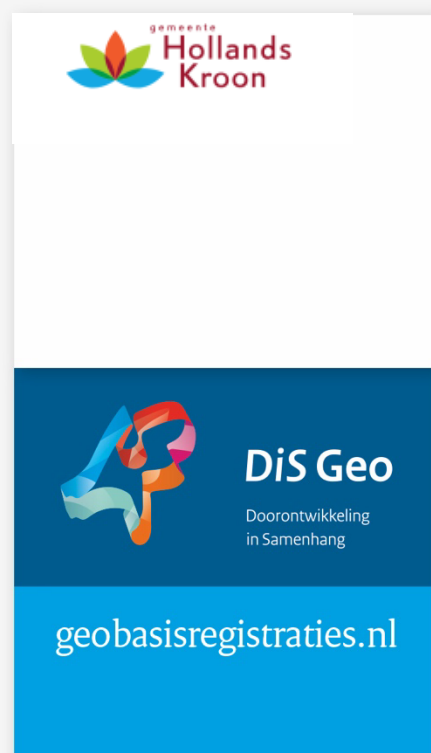 gemeente
Hollands
Kroon
DiS Geo
Doorontwikkeling
in Samenhang
geobasisregistraties.nl